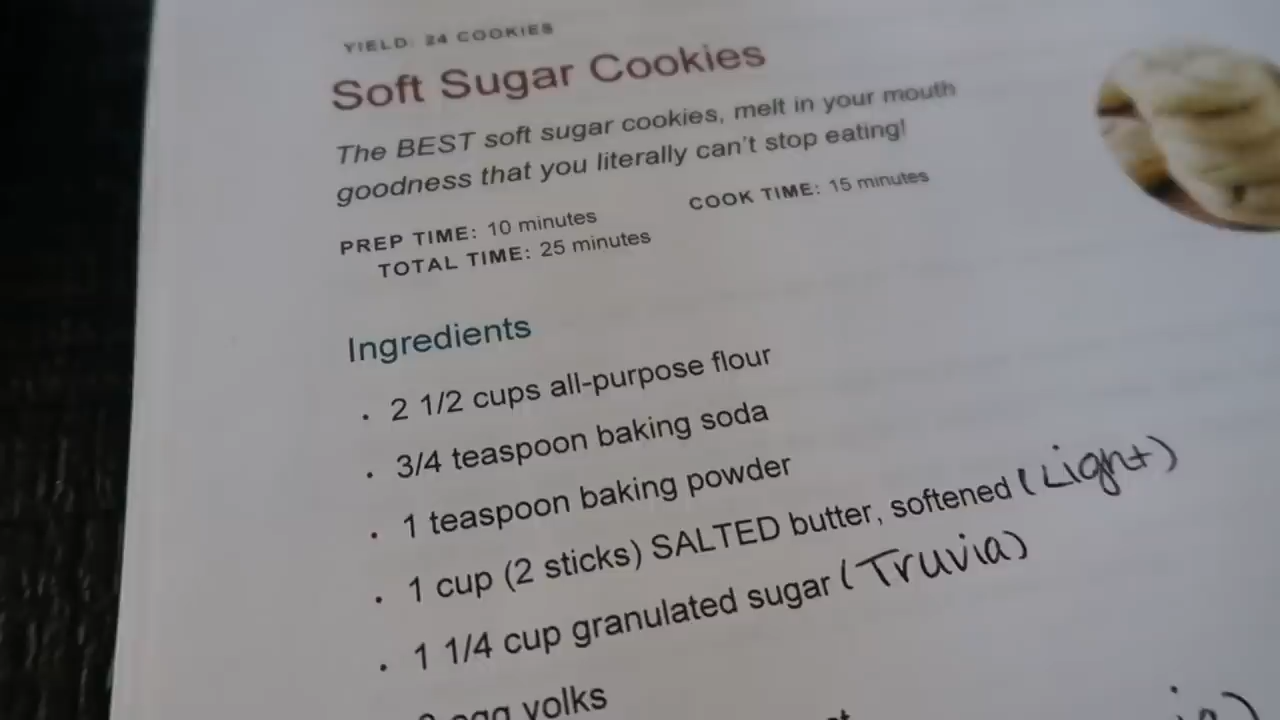 YIELD: 24 COOKIES
Soft Sugar Cookies
The BEST soft sugar cookies, melt in your mouth
goodness that you literally can't stop eating!
PREP TIME: 10 minutes COOK TIME: 15 minutes
TOTAL TIME: 25 minutes
Ingredients
• 2 1/2 cups all-purpose flour
• 3/4 teaspoon baking soda
• 1 teaspoon baking powder
• 1 cup (2 sticks) SALTED butter, softened (Light)
• 1 1/4 cup granulated sugar (Truvia)
egg yolks